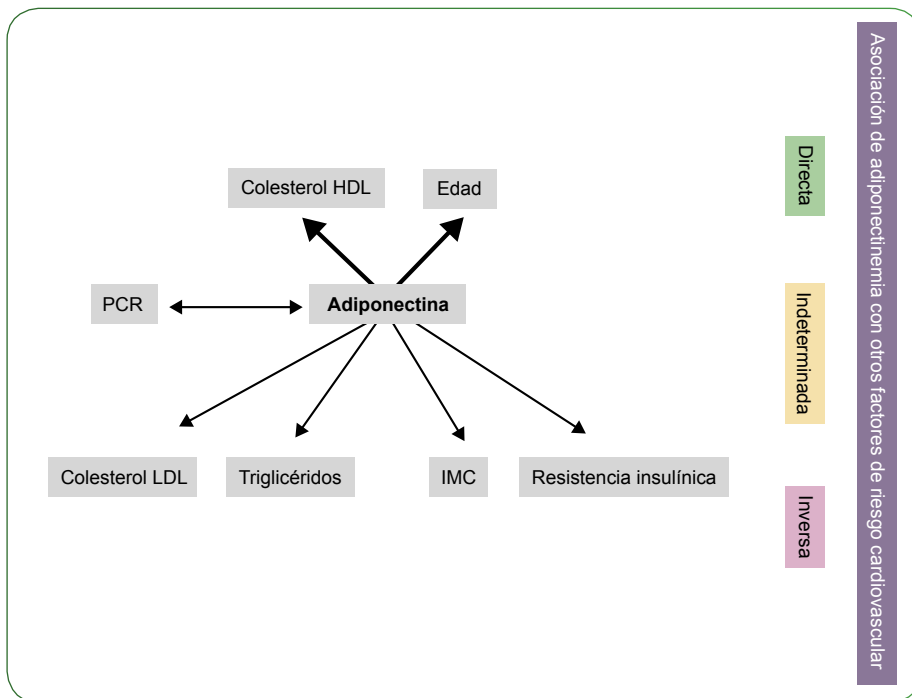 Colesterol HDL
Edad
PCR
Adiponectina
Colesterol LDL
Triglicéridos
IMC
Resistencia insulínica
Directa
Indeterminada
Inversa
Asociación de adiponectinemia con otros factores de riesgo cardiovascular